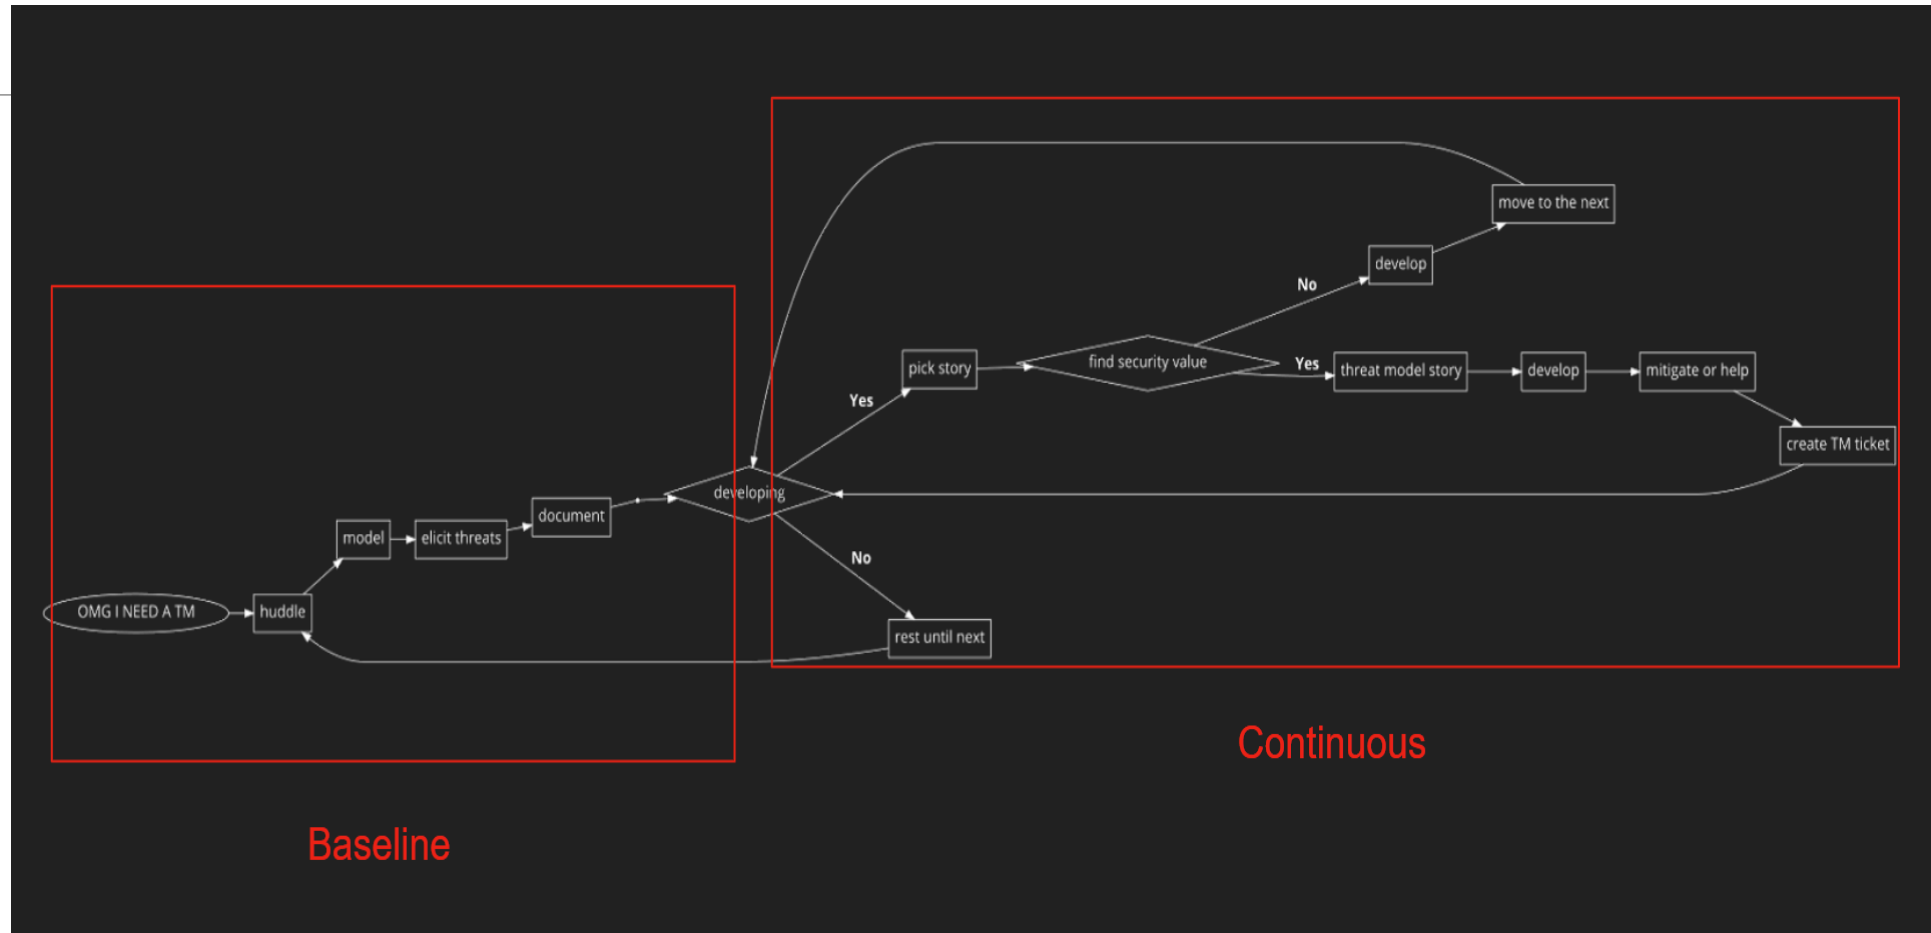 OMG I NEED A TM
huddle
model
elicit threats
document
developing
Yes
pick story
find security value
No
develop
move to the next
Yes
threat model story
develop
mitigate or help
create TM ticket
No
rest until next
Continuous
Baseline